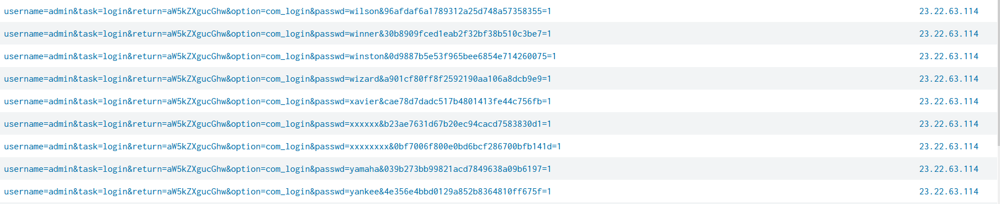 username=admin&task=login&return=aW5kZXgucGhw&option=com_login&passwd=wilson&96afdaf6a1789312a25d748a57358355=1 23.22.63.114
username=admin&task=login&return=aW5kZXgucGhw&option=com_login&passwd=winner&30b8909fced1eab2f32bf38b510c3be7=1 23.22.63.114
username=admin&task=login&return=aW5kZXgucGhw&option=com_login&passwd=winston&0d9887b5e53f965bee6854e714260075=1 23.22.63.114
username=admin&task=login&return=aW5kZXgucGhw&option=com_login&passwd=wizard&a901cf80ff8f2592190aa106a8dcb9e9=1 23.22.63.114
username=admin&task=login&return=aW5kZXgucGhw&option=com_login&passwd=xavier&cae78d7dadc517b4801413fe44c756fb=1 23.22.63.114
username=admin&task=login&return=aW5kZXgucGhw&option=com_login&passwd=xxxxxx&b23ae7631d67b20ec94cacd7583830d1=1 23.22.63.114
username=admin&task=login&return=aW5kZXgucGhw&option=com_login&passwd=xxxxxxxx&0bf7006f800e0bd6bcf286700bfb141d=1 23.22.63.114
username=admin&task=login&return=aW5kZXgucGhw&option=com_login&passwd=yamaha&039b273bb99821acd7849638a09b6197=1 23.22.63.114
username=admin&task=login&return=aW5kZXgucGhw&option=com_login&passwd=yankee&4e356e4bbd0129a852b8364810ff675f=1 23.22.63.114